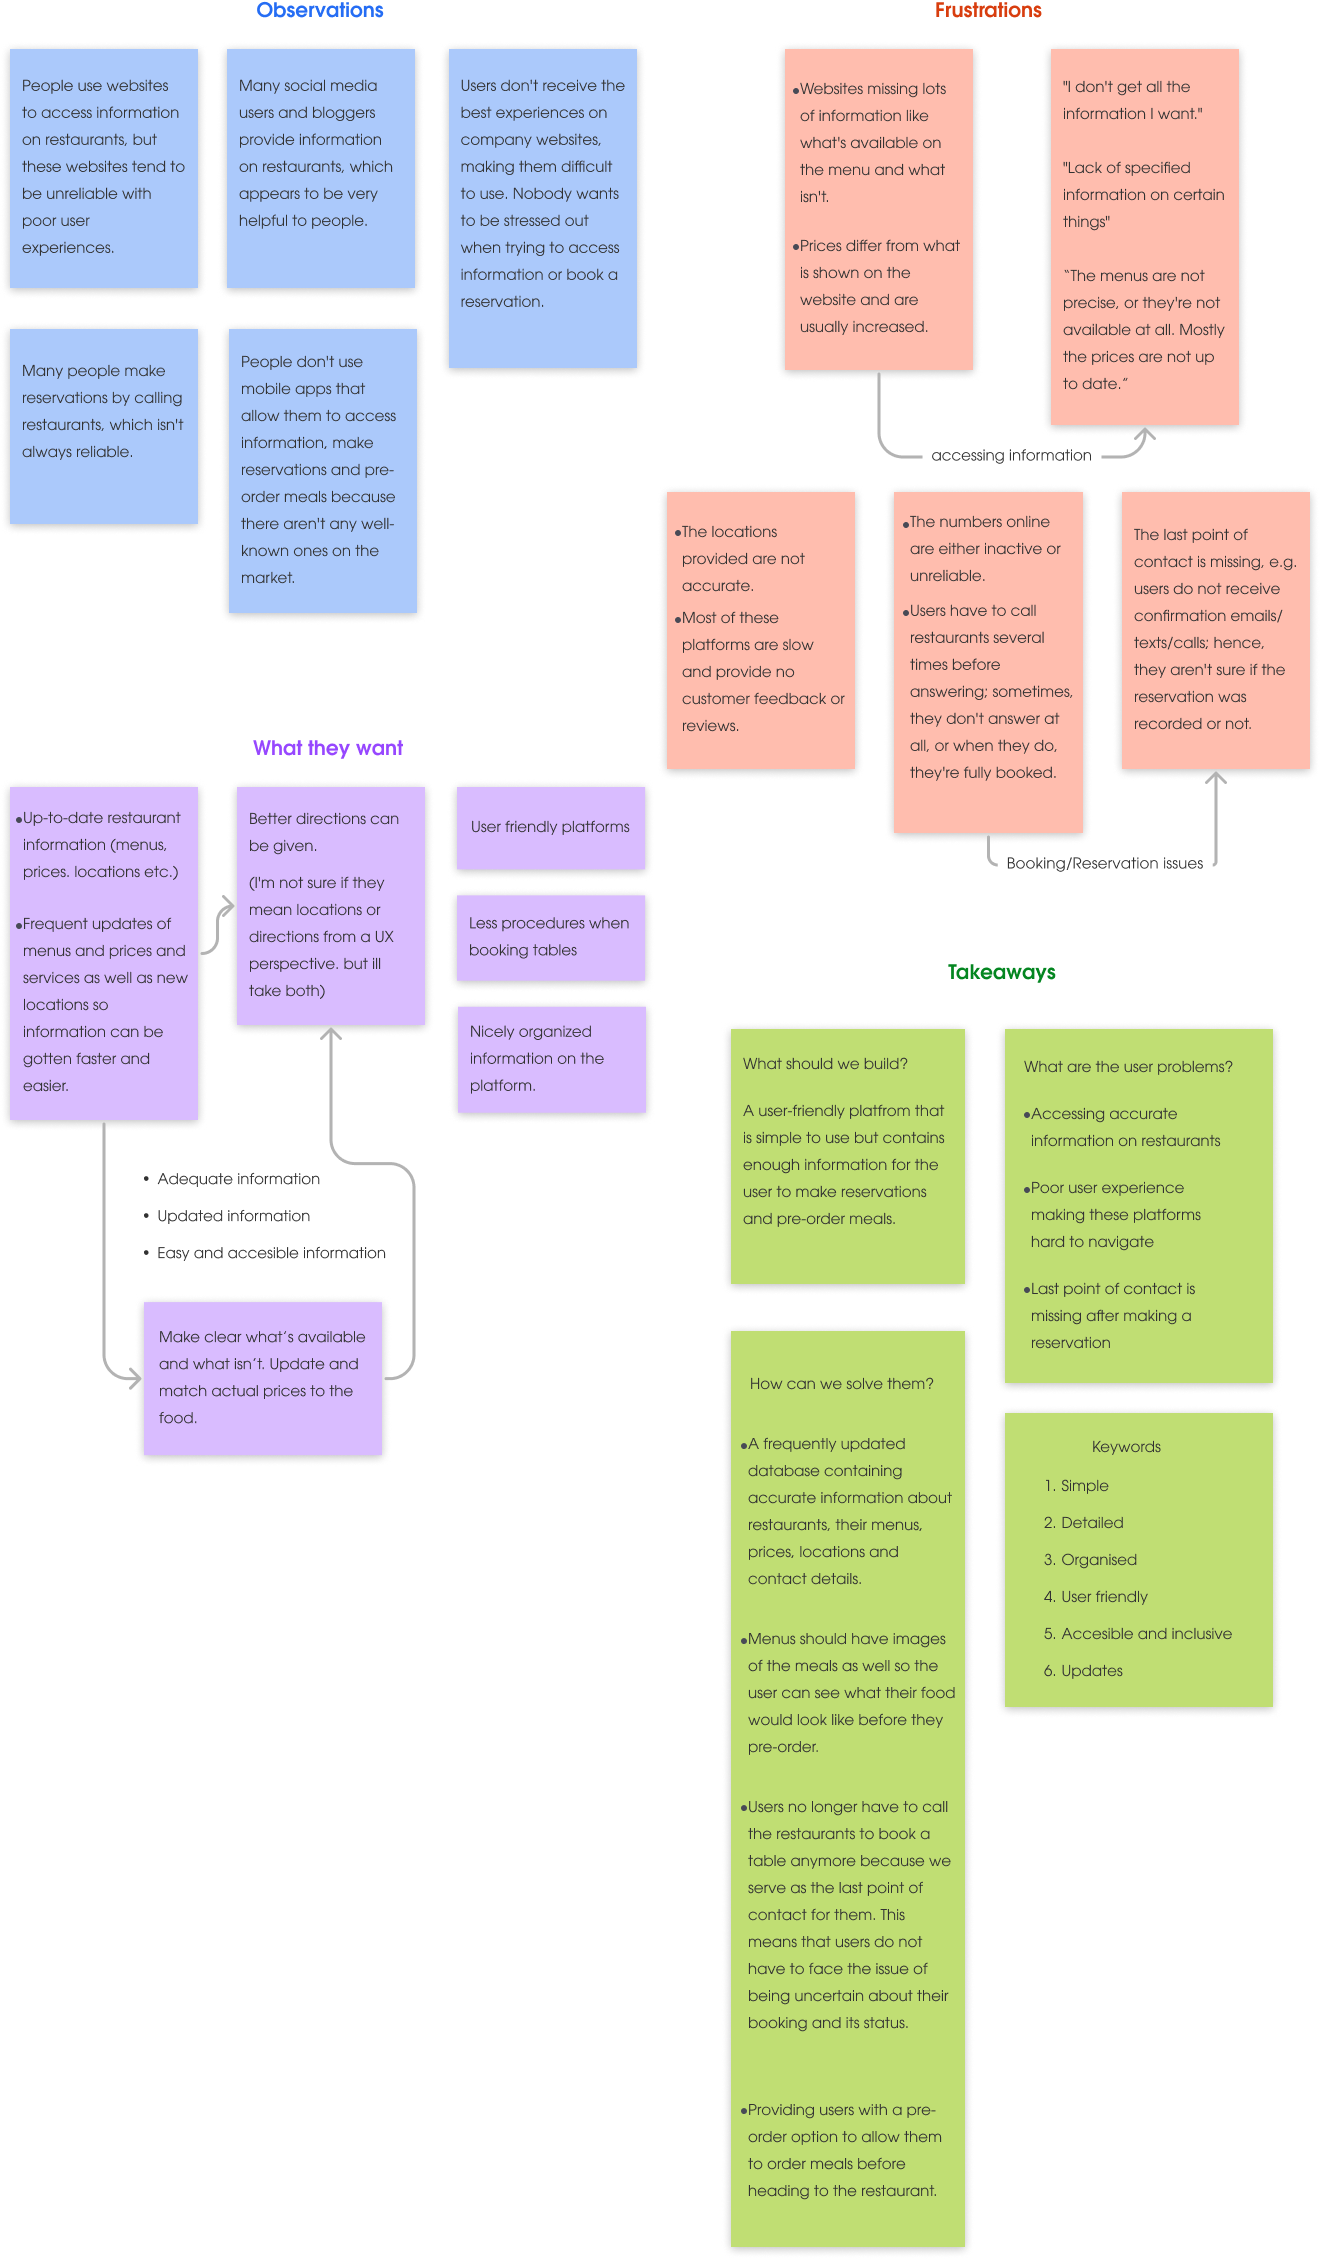 Observations
People use websites
to access information
on restaurants, but
these websites tend to
be unreliable with
poor user
experiences.
Many social media
users and bloggers
provide information
on restaurants, which
appears to be very
helpful to people.
Users don't receive the
best experiences on
company websites,
making them difficult
to use. Nobody wants
to be stressed out
when trying to access
information or book a
reservation.
Many people make
reservations by calling
restaurants, which isn't
always reliable.
People don't use
mobile apps that
allow them to access
information, make
reservations and pre-
order meals because
there aren't any well-
known ones on the
market.
Frustrations
•Websites missing lots
of information like
what's available on
the menu and what
isn't.
•Prices differ from what
is shown on the
website and are
usually increased.
"I don't get all the
information I want."
"Lack of specified
information on certain
things"
“The menus are not
precise, or they're not
available at all. Mostly
the prices are not up
to date.”
accessing information
•The locations
provided are not
accurate.
•Most of these
platforms are slow
and provide no
customer feedback or
reviews.
•The numbers online
are either inactive or
unreliable.
•Users have to call
restaurants several
times before
answering; sometimes,
they don't answer at
all, or when they do,
they're fully booked.
The last point of
contact is missing, e.g.
users do not receive
confirmation emails/
texts/calls; hence,
they aren't sure if the
reservation was
recorded or not.
Booking/Reservation issues
What they want
•Up-to-date restaurant
information (menus,
prices. locations etc.)
•Frequent updates of
menus and prices and
services as well as new
locations so
information can be
gotten faster and
easier.
Better directions can
be given.
(I'm not sure if they
mean locations or
directions from a UX
perspective. but ill
take both)
User friendly platforms
Less procedures when
booking tables
Nicely organized
information on the
platform.
• Adequate information
• Updated information
• Easy and accesible information
Make clear what’s available
and what isn’t. Update and
match actual prices to the
food.
Takeaways
What should we build?
A user-friendly platfrom that
is simple to use but contains
enough information for the
user to make reservations
and pre-order meals.
What are the user problems?
•Accessing accurate
information on restaurants
•Poor user experience
making these platforms
hard to navigate
•Last point of contact is
missing after making a
reservation
How can we solve them?
•A frequently updated
database containing
accurate information about
restaurants, their menus,
prices, locations and
contact details.
•Menus should have images
of the meals as well so the
user can see what their food
would look like before they
pre-order.
•Users no longer have to call
the restaurants to book a
table anymore because we
serve as the last point of
contact for them. This
means that users do not
have to face the issue of
being uncertain about their
booking and its status.
•Providing users with a pre-
order option to allow them
to order meals before
heading to the restaurant.
Keywords
1. Simple
2. Detailed
3. Organised
4. User friendly
5. Accesible and inclusive
6. Updates